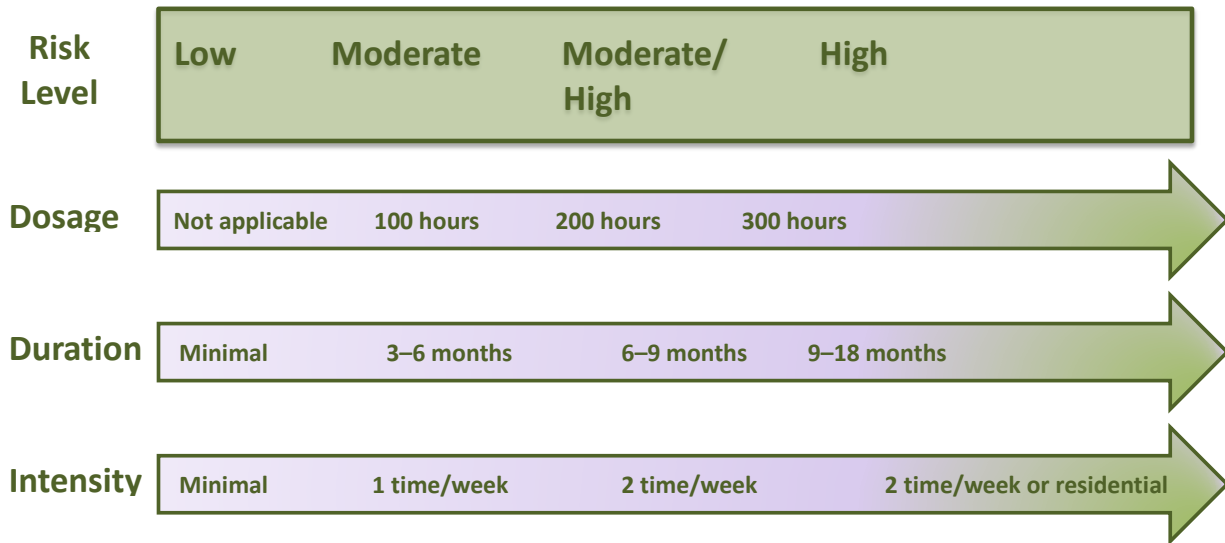 Risk
Level
Low Moderate Moderate/ High
High
Dosage Not applicable 100 hours 200 hours 300 hours
Duration Minimal 3–6 months 6–9 months 9–18 months
Intensity Minimal 1 time/week 2 time/week 2 time/week or residential